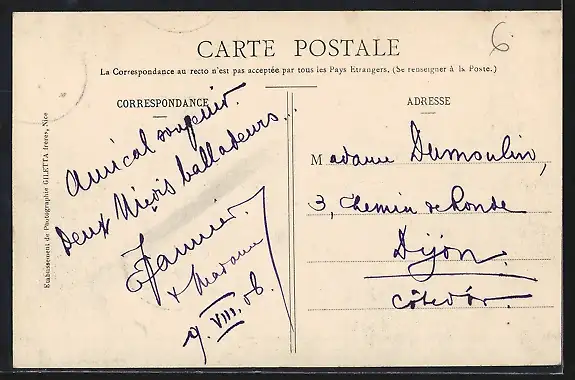 6
CARTE POSTALE
La Correspondance au recto n'est pas acceptée par tous les Pays Etrangers. (Se renseigner à la Poste.)
CORRESPONDANCE
Amical souvenir.
Deux Niçois balladeurs...
& Madame
9.VIII.06.
Etablissement de Photographie GILETTA frères, Nice
ADRESSE
Madame Dumoulin,
3, Chemin de Ronde
Dijon.
Côte d'or.